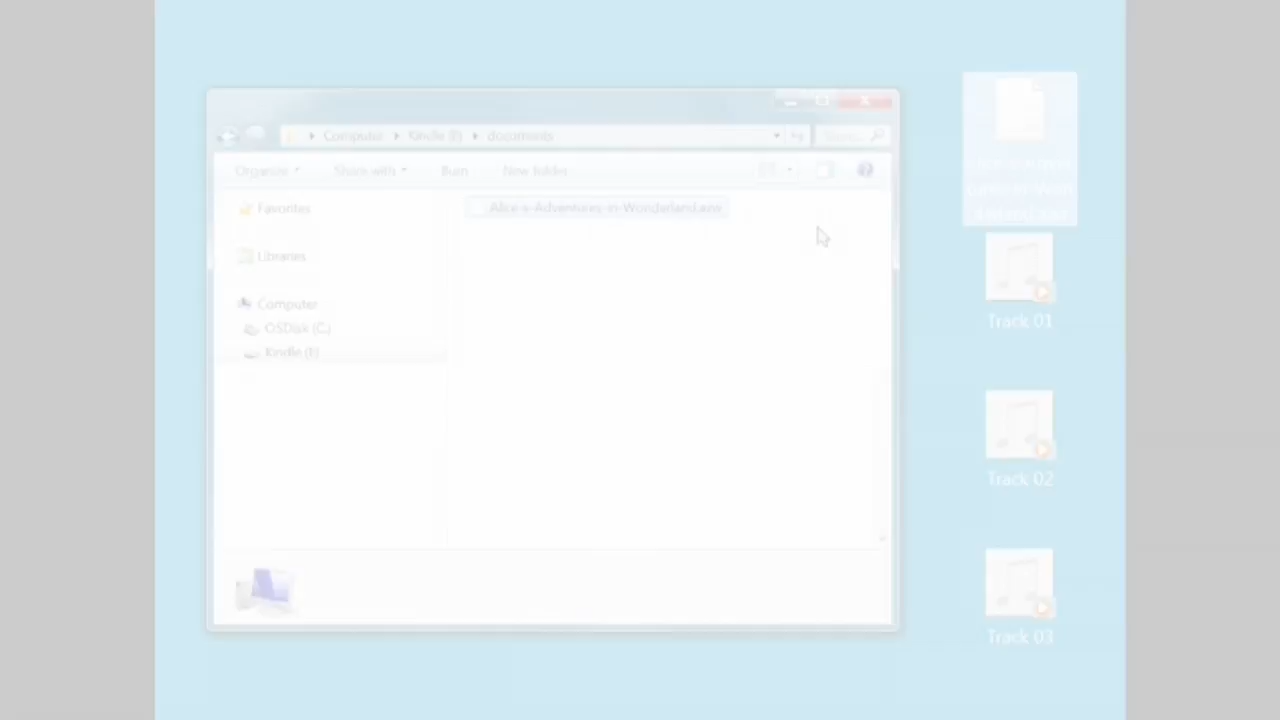 Computer Kindle (E) documents
Organize Share with Burn New folder
Favorites
Alice-s-Adventures-in-Wonderland.azw
Libraries
Computer
OSDisk (C:)
Kindle (E)
Track 01
Track 02
Track 03